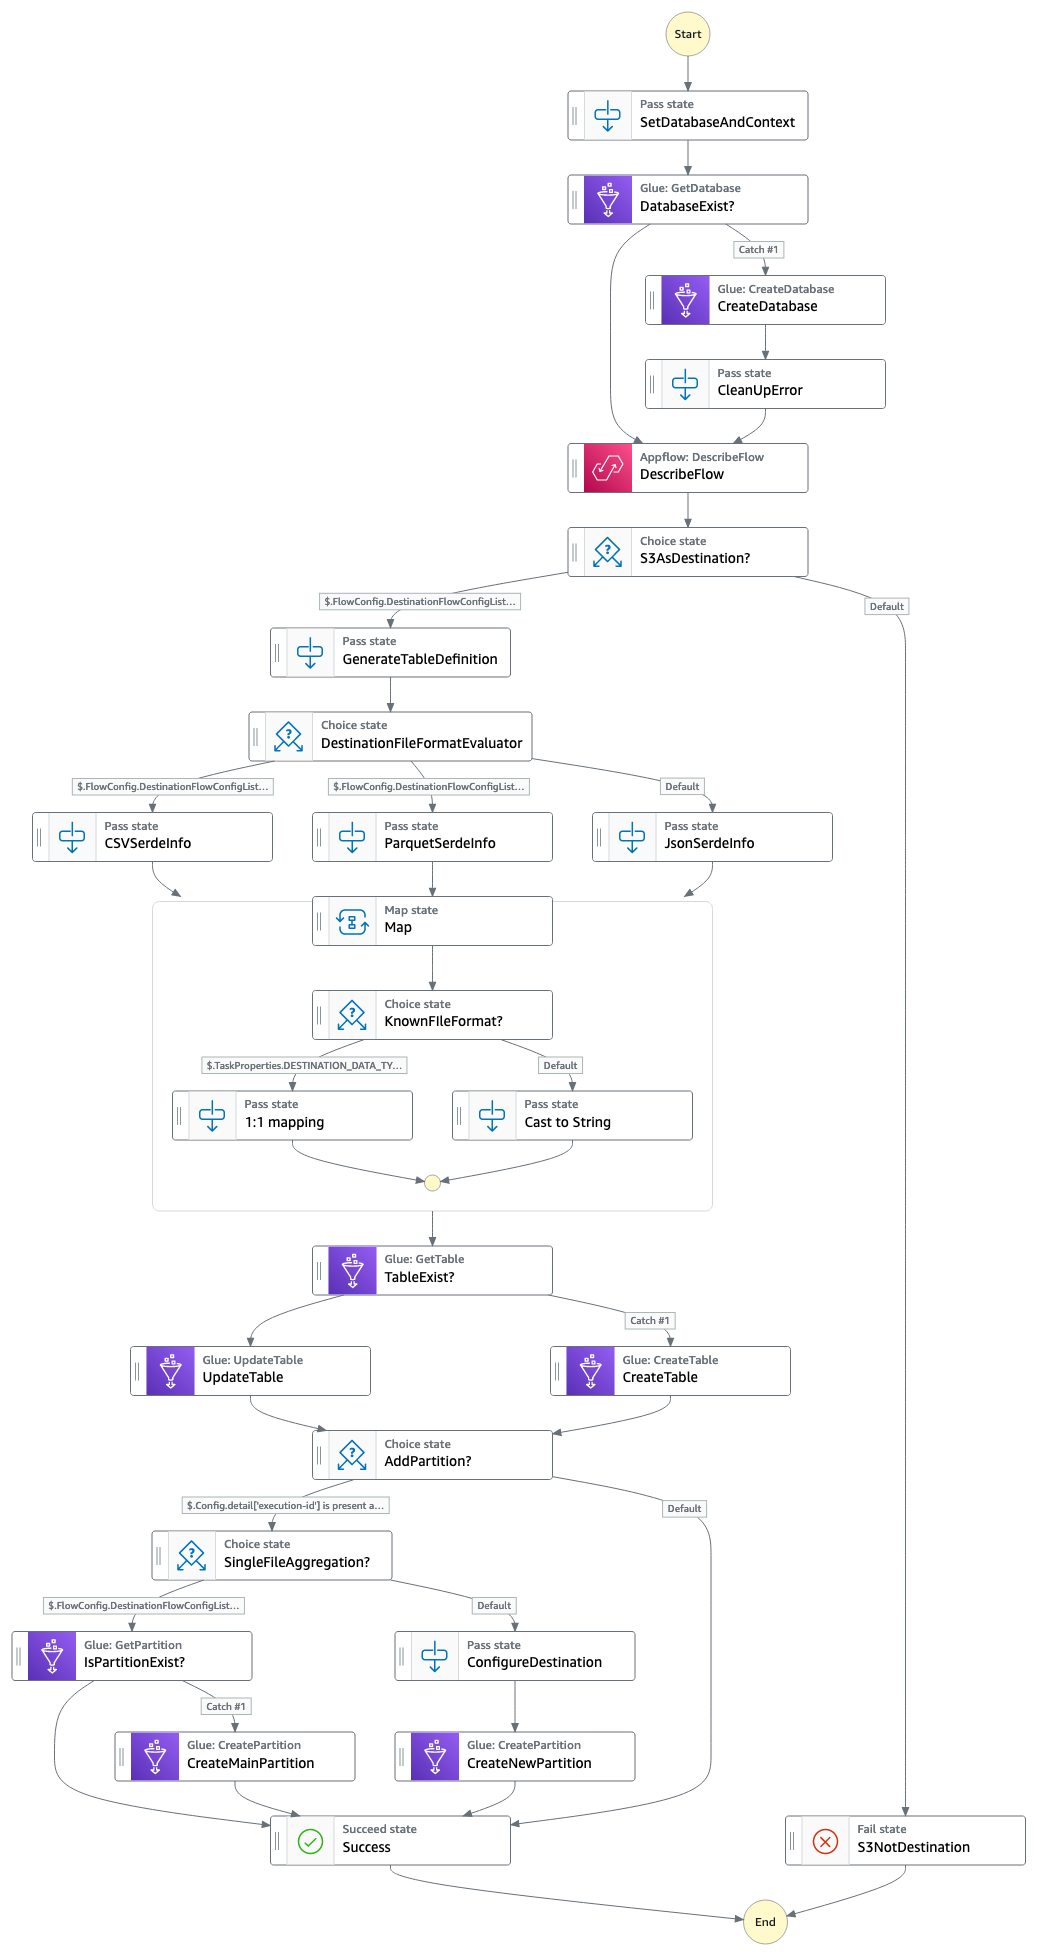 Start
Pass state
SetDatabaseAndContext
Glue: GetDatabase
DatabaseExist?
Catch #1
Glue: CreateDatabase
CreateDatabase
Pass state
CleanUpError
Appflow: DescribeFlow
DescribeFlow
Choice state
S3AsDestination?
$.FlowConfig.DestinationFlowConfigList...
Default
Pass state
GenerateTableDefinition
Choice state
DestinationFileFormatEvaluator
$.FlowConfig.DestinationFlowConfigList...
$.FlowConfig.DestinationFlowConfigList...
Default
Pass state
CSVSerdeInfo
Pass state
ParquetSerdeInfo
Pass state
JsonSerdeInfo
Map state
Map
Choice state
KnownFIleFormat?
$.TaskProperties.DESTINATION_DATA_TY...
Default
Pass state
1:1 mapping
Pass state
Cast to String
Glue: GetTable
TableExist?
Catch #1
Glue: UpdateTable
UpdateTable
Glue: CreateTable
CreateTable
Choice state
AddPartition?
$.Config.detail['execution-id'] is present a...
Default
Choice state
SingleFileAggregation?
$.FlowConfig.DestinationFlowConfigList...
Default
Glue: GetPartition
IsPartitionExist?
Pass state
ConfigureDestination
Catch #1
Glue: CreatePartition
CreateMainPartition
Glue: CreatePartition
CreateNewPartition
Succeed state
Success
Fail state
S3NotDestination
End